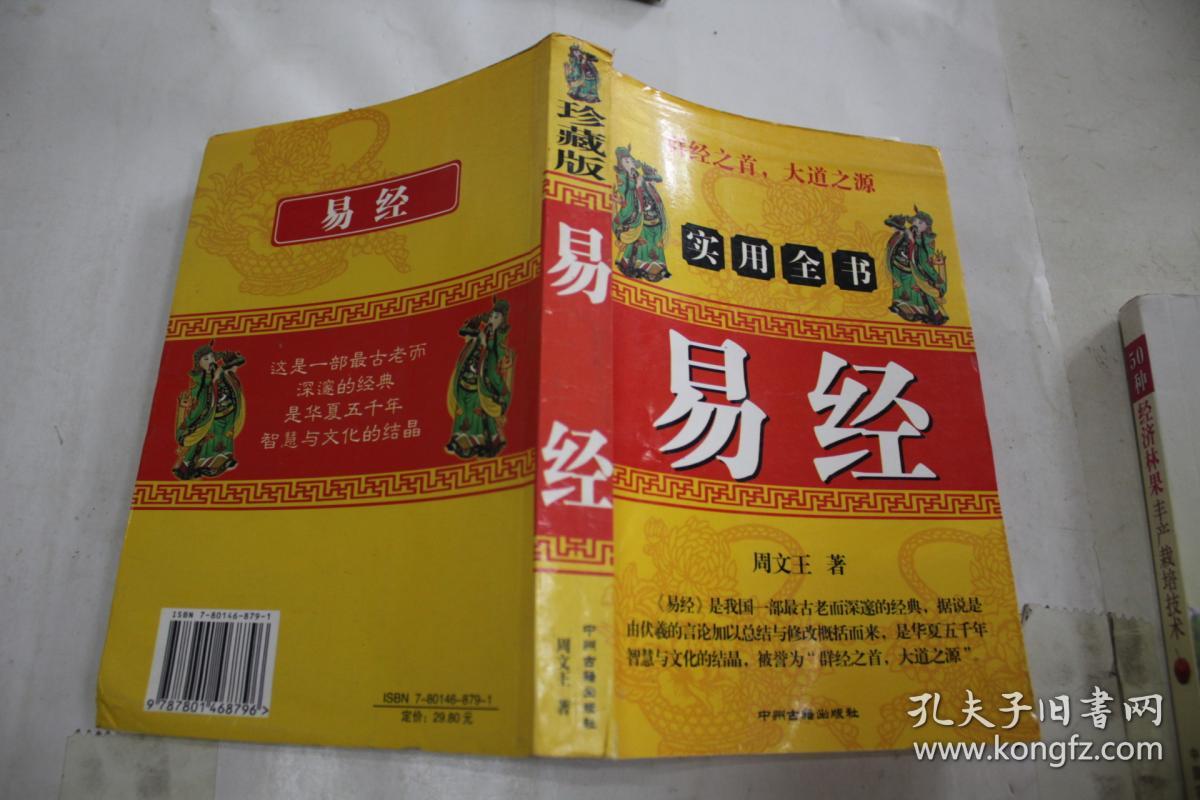 易经
这是一部最古老而
深邃的经典
是华夏五千年
智慧与文化的结晶
ISBN 7-80146-879-1
9 787801 468796 >
ISBN 7-80146-879-1
定价：29.80元
珍藏版
易经
周文王 著
中州古籍出版社
群经之首，大道之源
实用全书
易经
周文王 著
《易经》是我国一部最古老而深邃的经典，据说是
由伏羲的言论加以总结与修改概括而来，是华夏五千年
智慧与文化的结晶，被誉为“群经之首，大道之源”。
中州古籍出版社
50种经济林果丰产栽培技术
孔夫子旧书网
www.kongfz.com